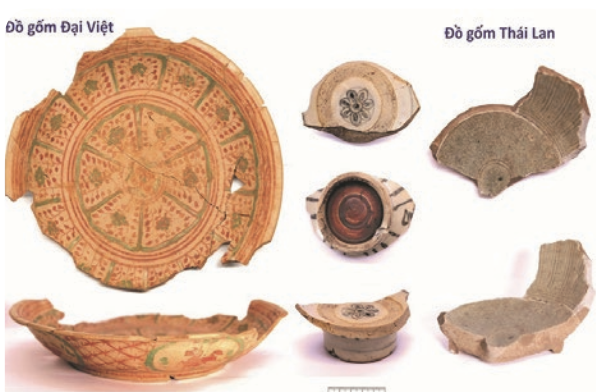 Đồ gốm Đại Việt
Đồ gốm Thái Lan